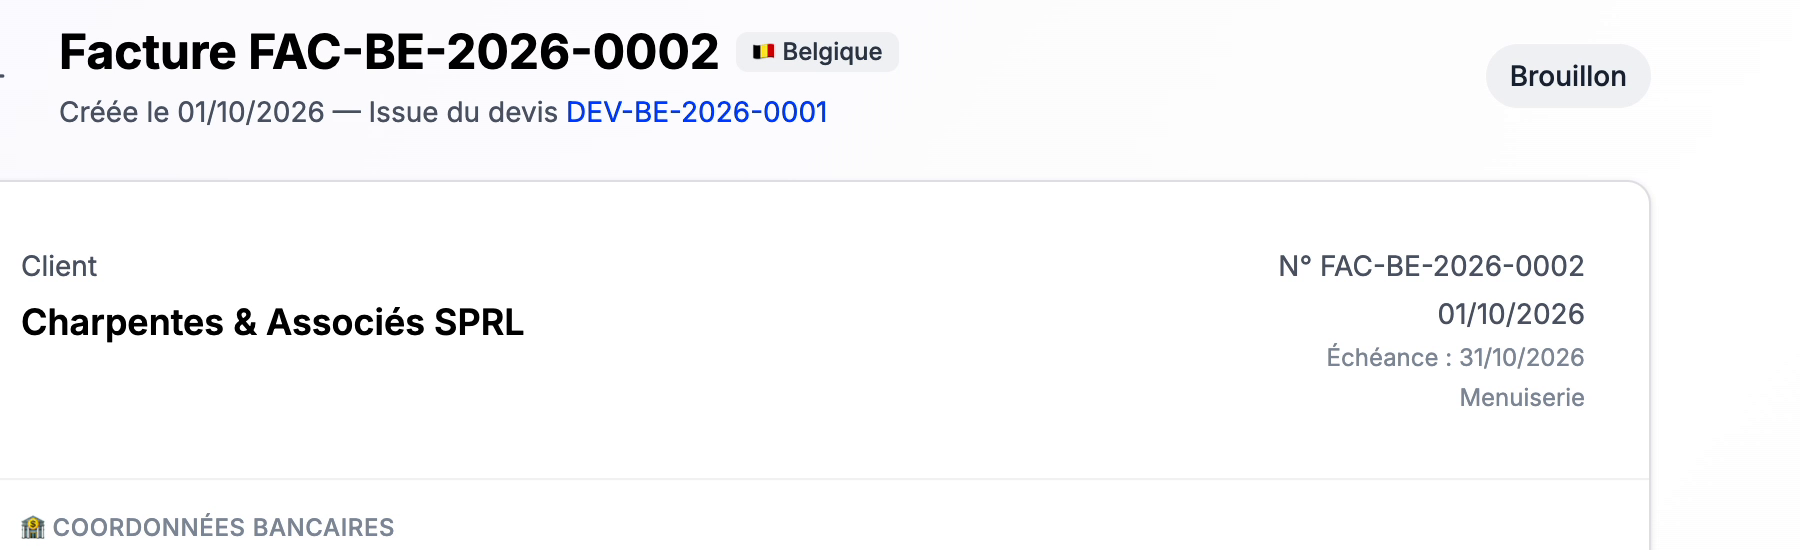 Facture FAC-BE-2026-0002 Belgique
Brouillon
Créée le 01/10/2026 — Issue du devis DEV-BE-2026-0001
Client
Charpentes & Associés SPRL
N° FAC-BE-2026-0002
01/10/2026
Échéance : 31/10/2026
Menuiserie
COORDONNÉES BANCAIRES